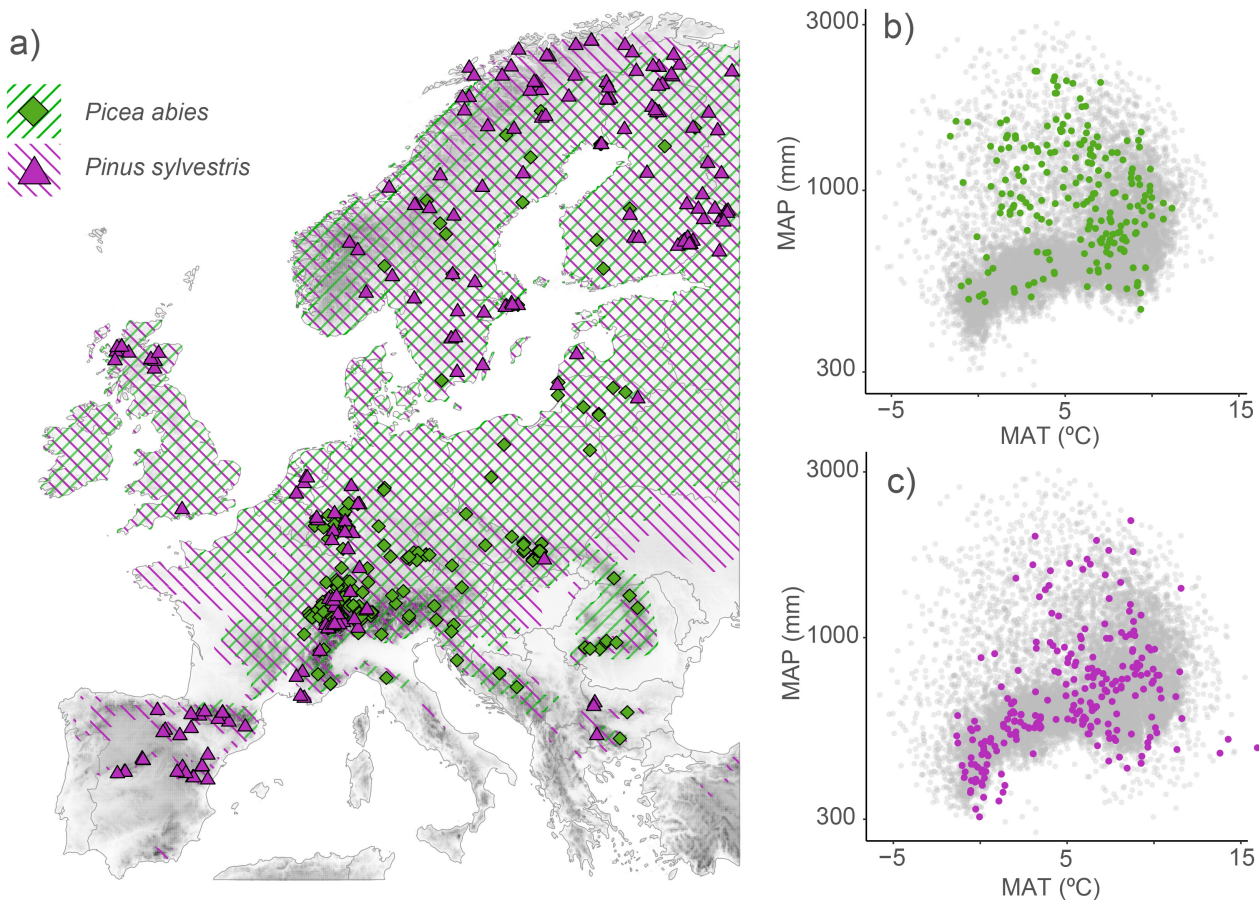 a)
Picea abies
Pinus sylvestris
b)
3000
1000
300
MAP (mm)
−5
5
15
MAT (ºC)
c)
3000
1000
300
MAP (mm)
−5
5
15
MAT (ºC)